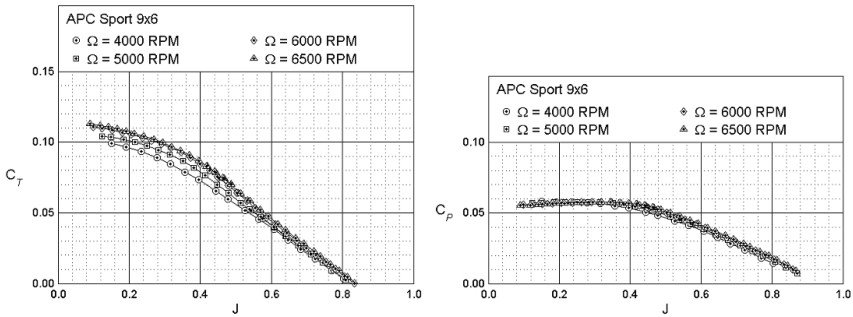 APC Sport 9x6
Ω = 4000 RPM
Ω = 6000 RPM
Ω = 5000 RPM
Ω = 6500 RPM
0.15
0.10
C_T
0.05
0.00
0.0 0.2 0.4 0.6 0.8 1.0
J
APC Sport 9x6
Ω = 4000 RPM
Ω = 6000 RPM
Ω = 5000 RPM
Ω = 6500 RPM
0.10
C_P
0.05
0.00
0.0 0.2 0.4 0.6 0.8 1.0
J